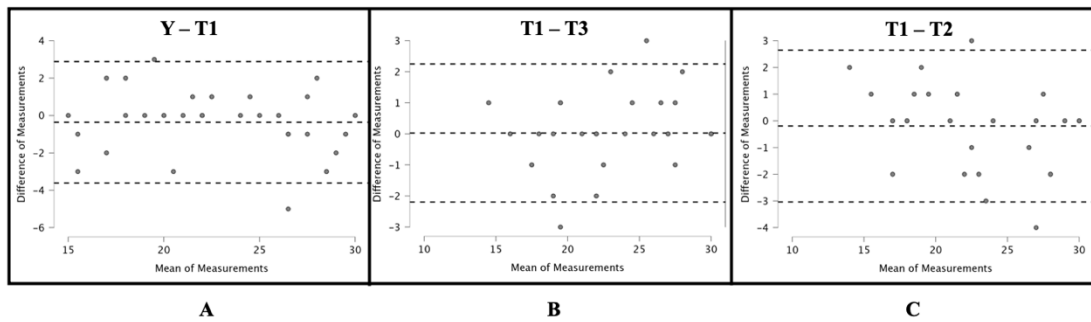 Y – T1
4
2
0
-2
-4
-6
Difference of Measurements
15
20
25
30
Mean of Measurements
A
T1 – T3
3
2
1
0
-1
-2
-3
Difference of Measurements
10
15
20
25
30
Mean of Measurements
B
T1 – T2
3
2
1
0
-1
-2
-3
-4
Difference of Measurements
10
15
20
25
30
Mean of Measurements
C